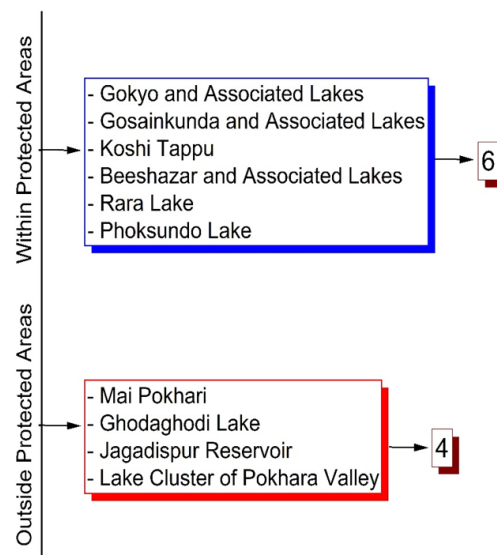 Within Protected Areas
- Gokyo and Associated Lakes
- Gosainkunda and Associated Lakes
- Koshi Tappu
- Beeshazar and Associated Lakes
- Rara Lake
- Phoksundo Lake
6
Outside Protected Areas
- Mai Pokhari
- Ghodaghodi Lake
- Jagadispur Reservoir
- Lake Cluster of Pokhara Valley
4